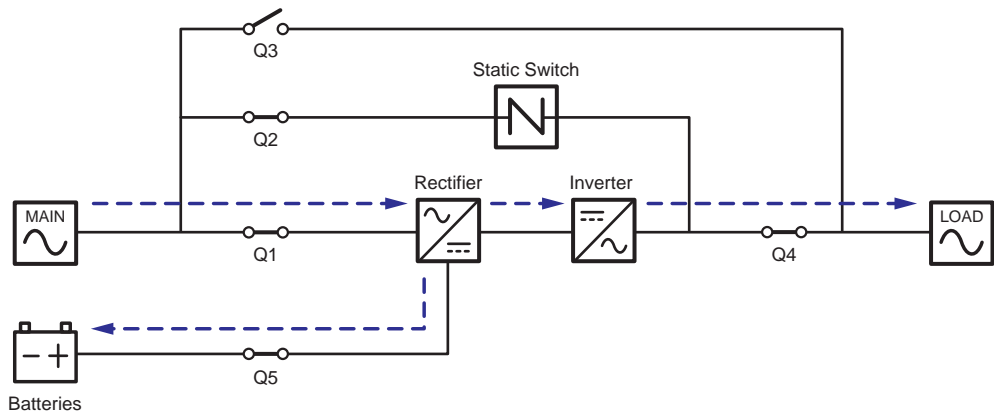 Q3
Static Switch
Q2
Rectifier
Inverter
MAIN
LOAD
Q1
Q4
Q5
Batteries